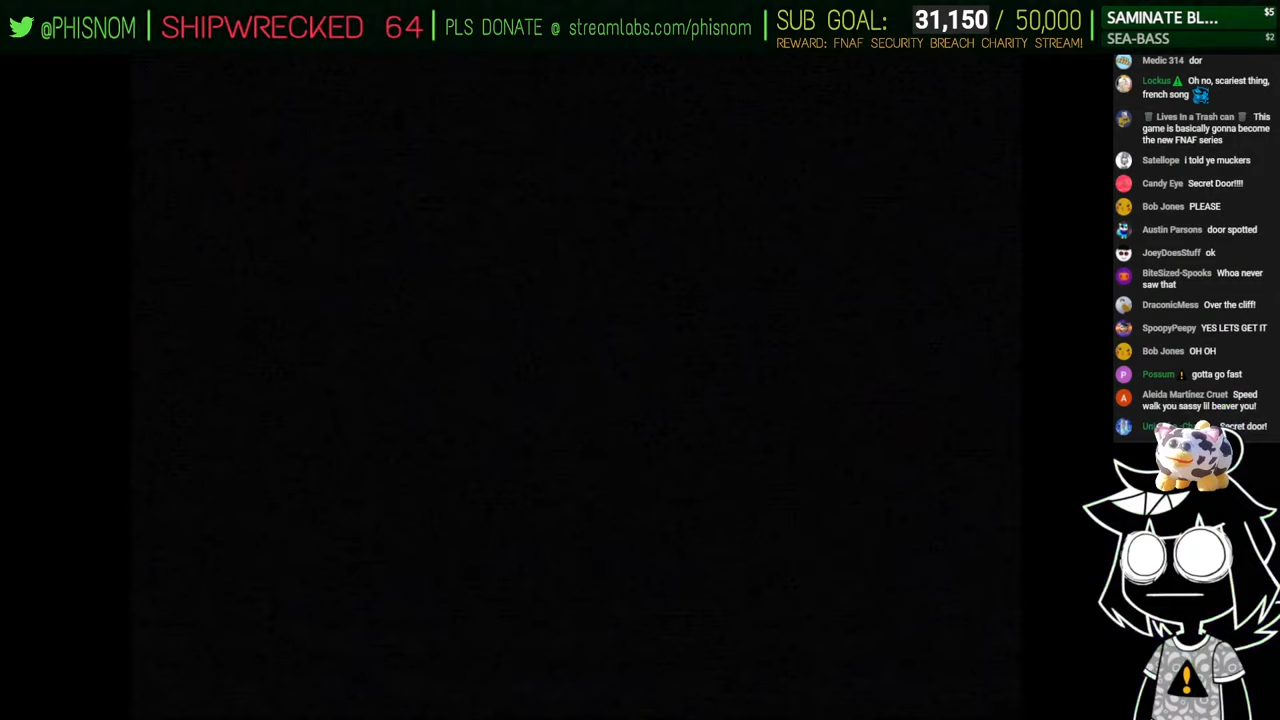 @PHISNOM
SHIPWRECKED 64
PLS DONATE @ streamlabs.com/phisnom
SUB GOAL: 31,150 / 50,000
REWARD: FNAF SECURITY BREACH CHARITY STREAM!
SAMINATE BL... $5
SEA-BASS $2
Medic 314 dor
Lockus Oh no, scariest thing,
french song
Lives In a Trash can This
game is basically gonna become
the new FNAF series
Satellope i told ye muckers
Candy Eye Secret Door!!!!
Bob Jones PLEASE
Austin Parsons door spotted
JoeyDoesStuff ok
BiteSized-Spooks Whoa never
saw that
DraconicMess Over the cliff!
SpoopyPeepy YES LETS GET IT
Bob Jones OH OH
Possum gotta go fast
Aleida Martínez Cruet Speed
walk you sassy lil beaver you!
Secret door!